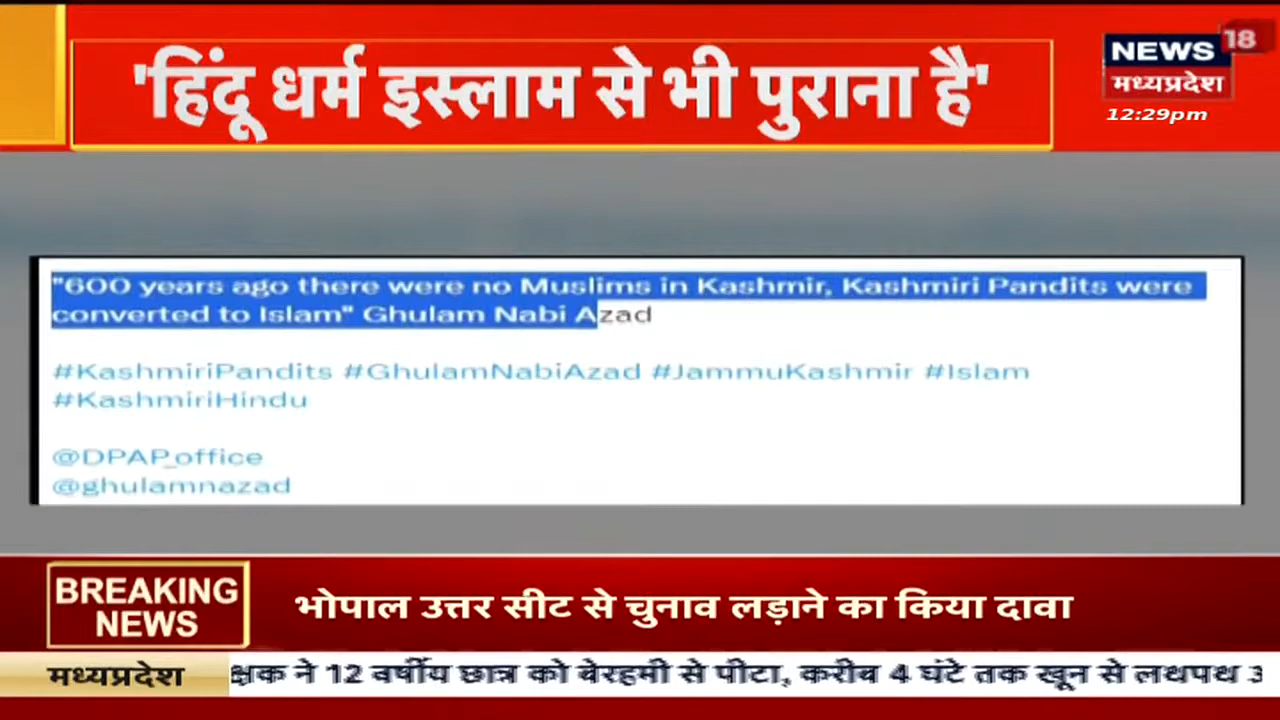 'हिंदू धर्म इस्लाम से भी पुराना है'
NEWS 18
मध्यप्रदेश
12:29pm
"600 years ago there were no Muslims in Kashmir, Kashmiri Pandits were
converted to Islam" Ghulam Nabi Azad
#KashmiriPandits #GhulamNabiAzad #JammuKashmir #Islam
#KashmiriHindu
@DPAP_office
@ghulamnazad
BREAKING
NEWS
भोपाल उत्तर सीट से चुनाव लड़ाने का किया दावा
मध्यप्रदेश
क्षक ने 12 वर्षीय छात्र को बेरहमी से पीटा, करीब 4 घंटे तक खून से लथपथ